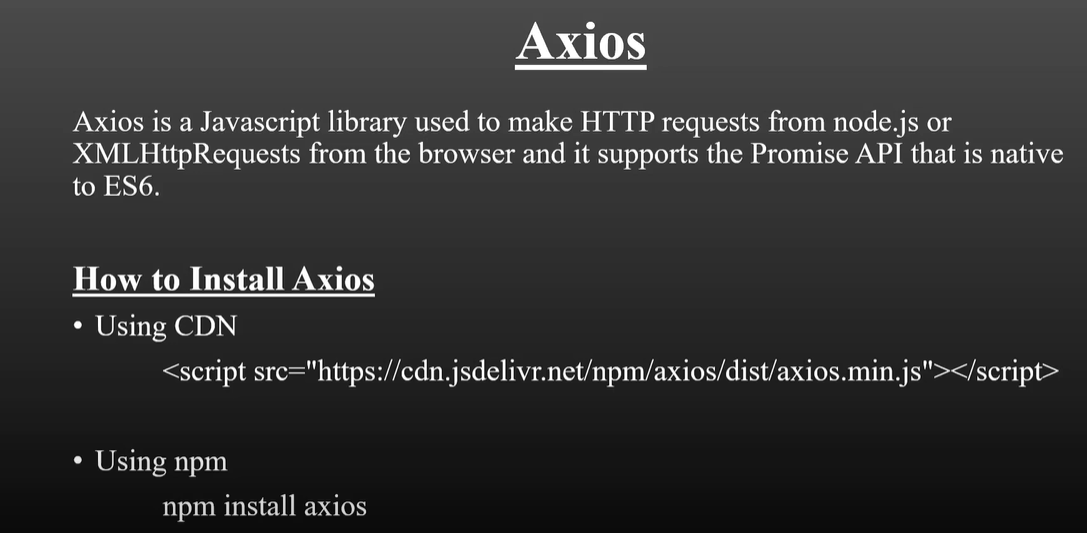 Axios
Axios is a Javascript library used to make HTTP requests from node.js or
XMLHttpRequests from the browser and it supports the Promise API that is native
to ES6.
How to Install Axios
• Using CDN
<script src="https://cdn.jsdelivr.net/npm/axios/dist/axios.min.js"></script>
• Using npm
npm install axios